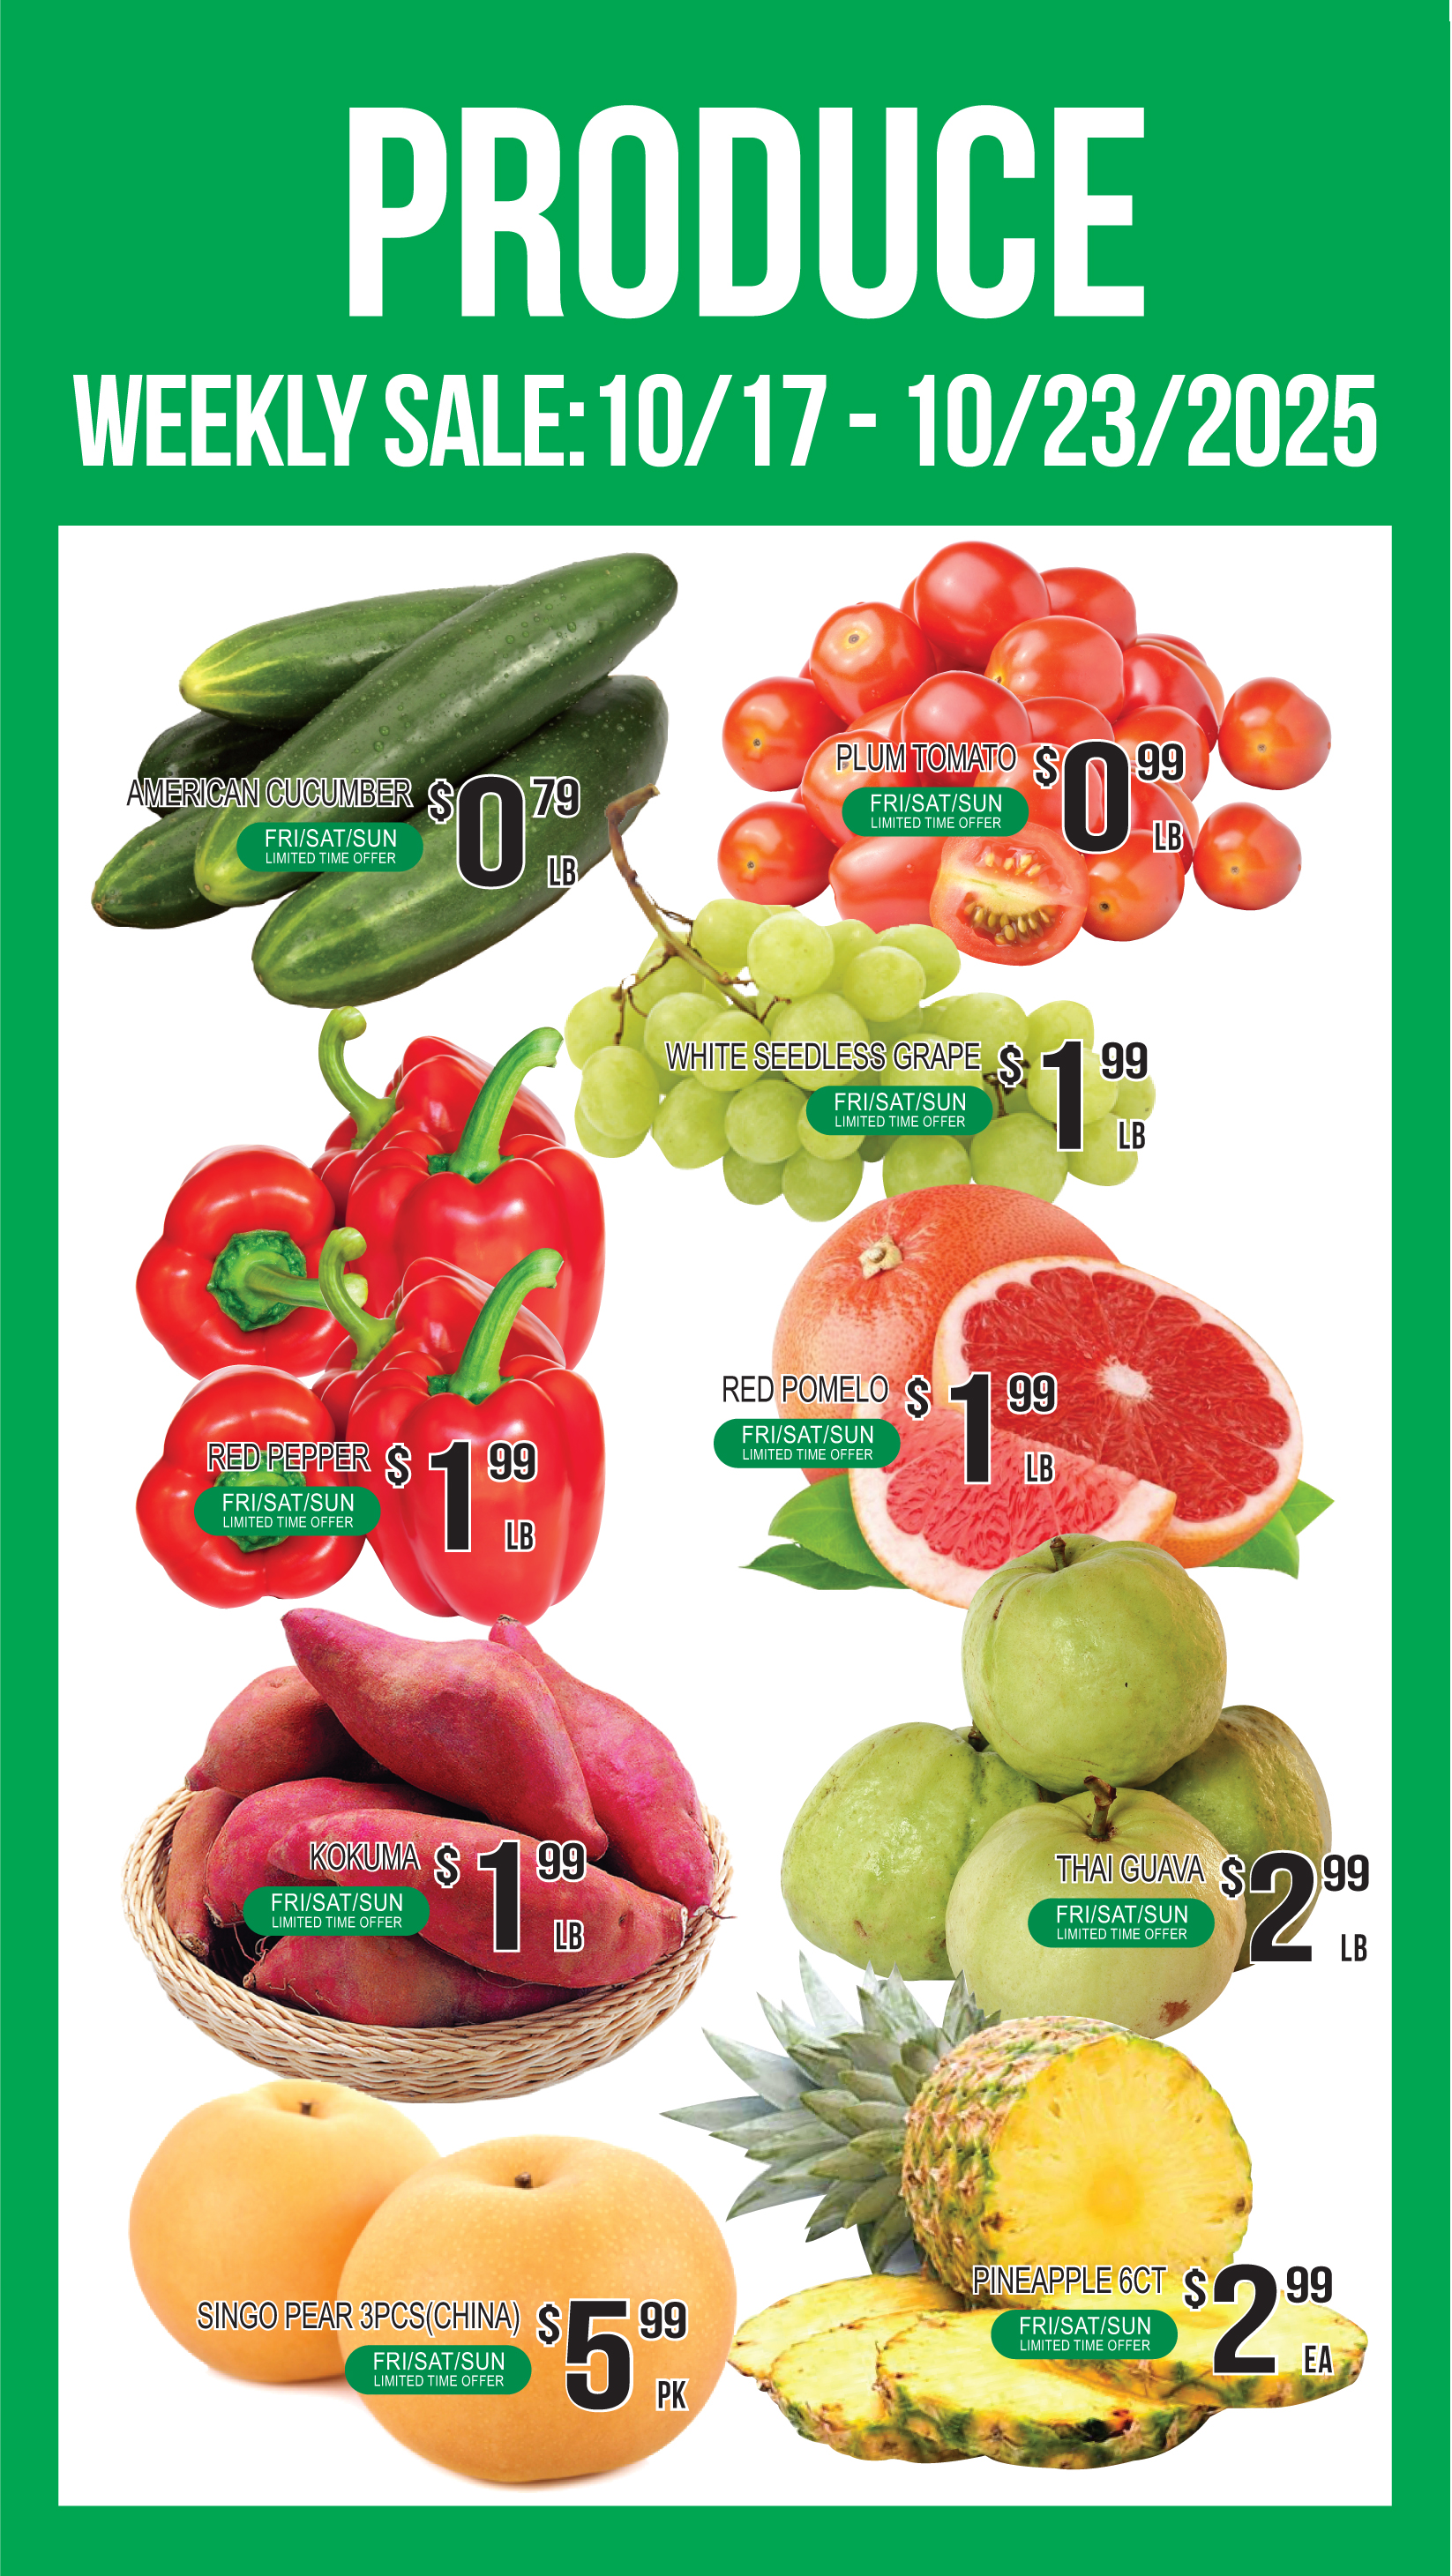 PRODUCE
WEEKLY SALE: 10/17 - 10/23/2025
AMERICAN CUCUMBER $0 79 LB
FRI/SAT/SUN
LIMITED TIME OFFER
PLUM TOMATO $0 99 LB
FRI/SAT/SUN
LIMITED TIME OFFER
WHITE SEEDLESS GRAPE $1 99 LB
FRI/SAT/SUN
LIMITED TIME OFFER
RED PEPPER $1 99 LB
FRI/SAT/SUN
LIMITED TIME OFFER
RED POMELO $1 99 LB
FRI/SAT/SUN
LIMITED TIME OFFER
KOKUMA $1 99 LB
FRI/SAT/SUN
LIMITED TIME OFFER
THAI GUAVA $2 99 LB
FRI/SAT/SUN
LIMITED TIME OFFER
SINGO PEAR 3PCS(CHINA) $5 99 PK
FRI/SAT/SUN
LIMITED TIME OFFER
PINEAPPLE 6CT $2 99 EA
FRI/SAT/SUN
LIMITED TIME OFFER